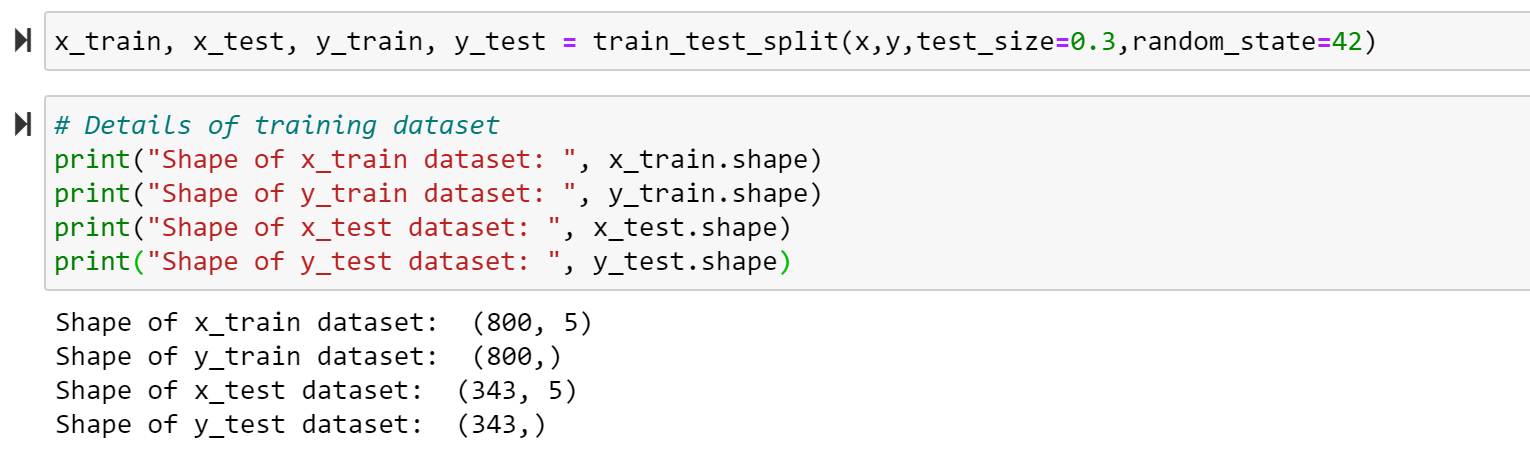 x_train, x_test, y_train, y_test = train_test_split(x,y,test_size=0.3,random_state=42)
# Details of training dataset
print("Shape of x_train dataset: ", x_train.shape)
print("Shape of y_train dataset: ", y_train.shape)
print("Shape of x_test dataset: ", x_test.shape)
print("Shape of y_test dataset: ", y_test.shape)
Shape of x_train dataset:  (800, 5)
Shape of y_train dataset:  (800,)
Shape of x_test dataset:  (343, 5)
Shape of y_test dataset:  (343,)